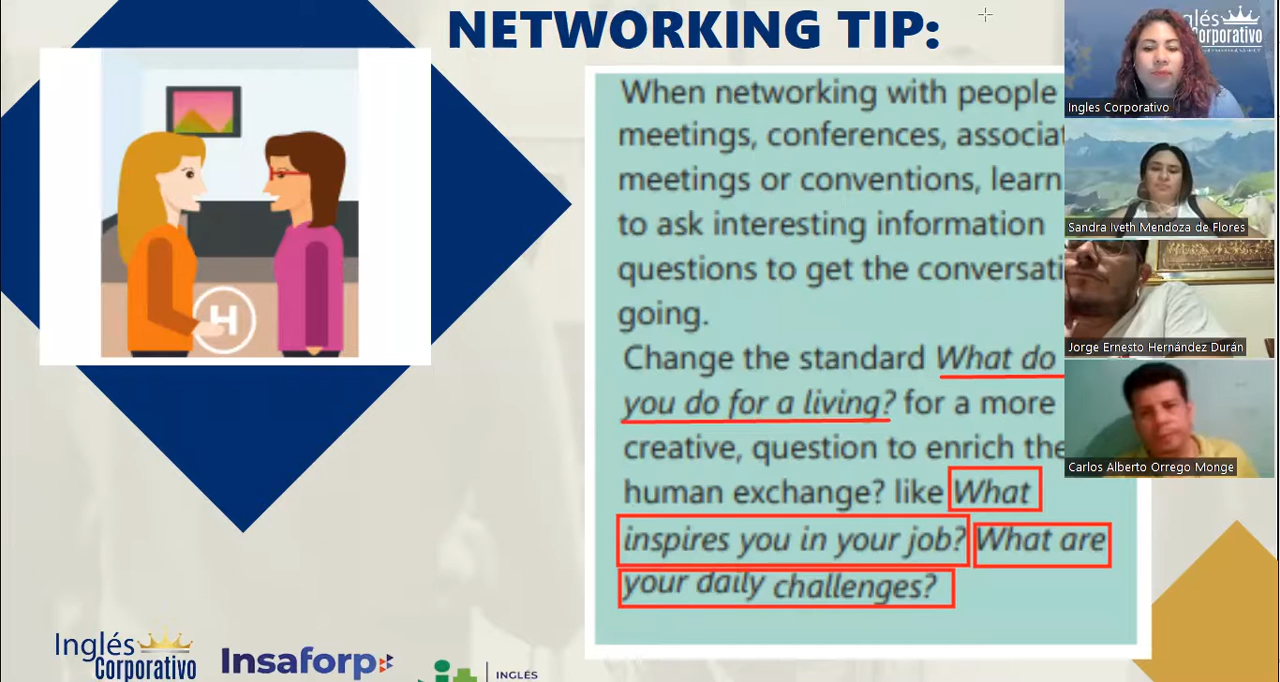 NETWORKING TIP:
When networking with people
meetings, conferences,
meetings or conventions, learn
to ask interesting information
questions to get the
going.
Change the standard What do
you do for a living? for a more
creative, question to enrich the
human exchange? like What
inspires you in your job? What are
your daily challenges?
H
Inglés
Corporativo
Insaforp
INGLÉS
Corporativo
Ingles Corporativo
Sandra Iveth Mendoza de Flores
Jorge Ernesto Hernández Durán
Carlos Alberto Orrego Monge